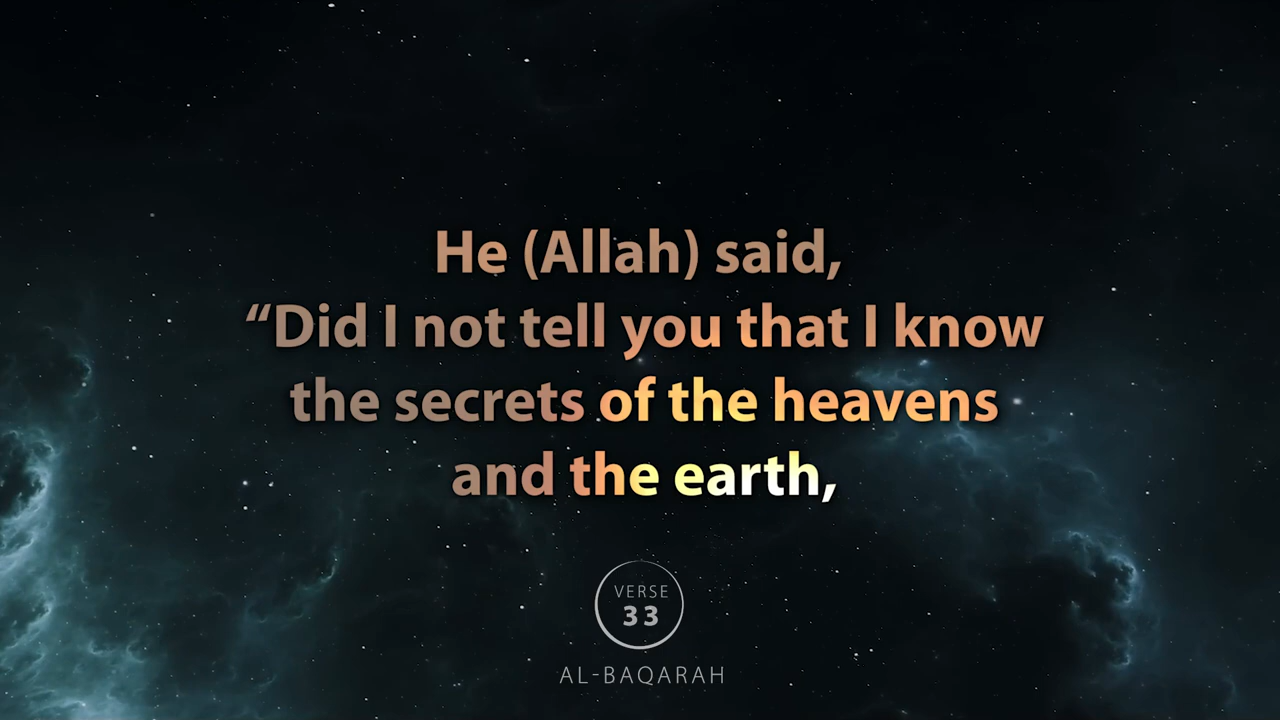 He (Allah) said,
“Did I not tell you that I know
the secrets of the heavens
and the earth,
VERSE
33
AL-BAQARAH